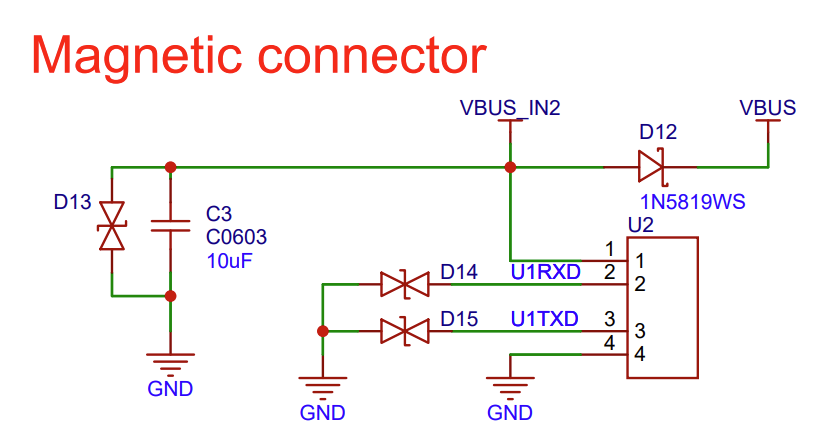 Magnetic connector
VBUS_IN2
VBUS
D12
1N5819WS
D13
C3
C0603
10uF
U2
1
1
D14
U1RXD
2
2
D15
U1TXD
3
3
4
4
GND
GND
GND